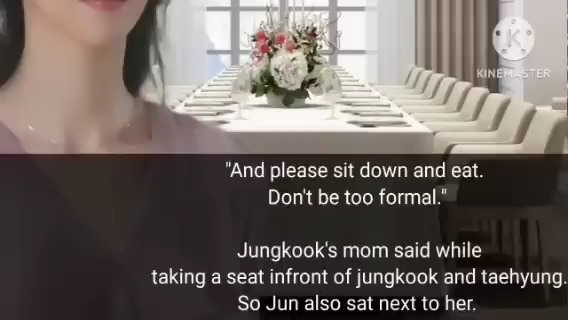 KINEMASTER
"And please sit down and eat.
Don't be too formal."
Jungkook's mom said while
taking a seat infront of jungkook and taehyung.
So Jun also sat next to her.